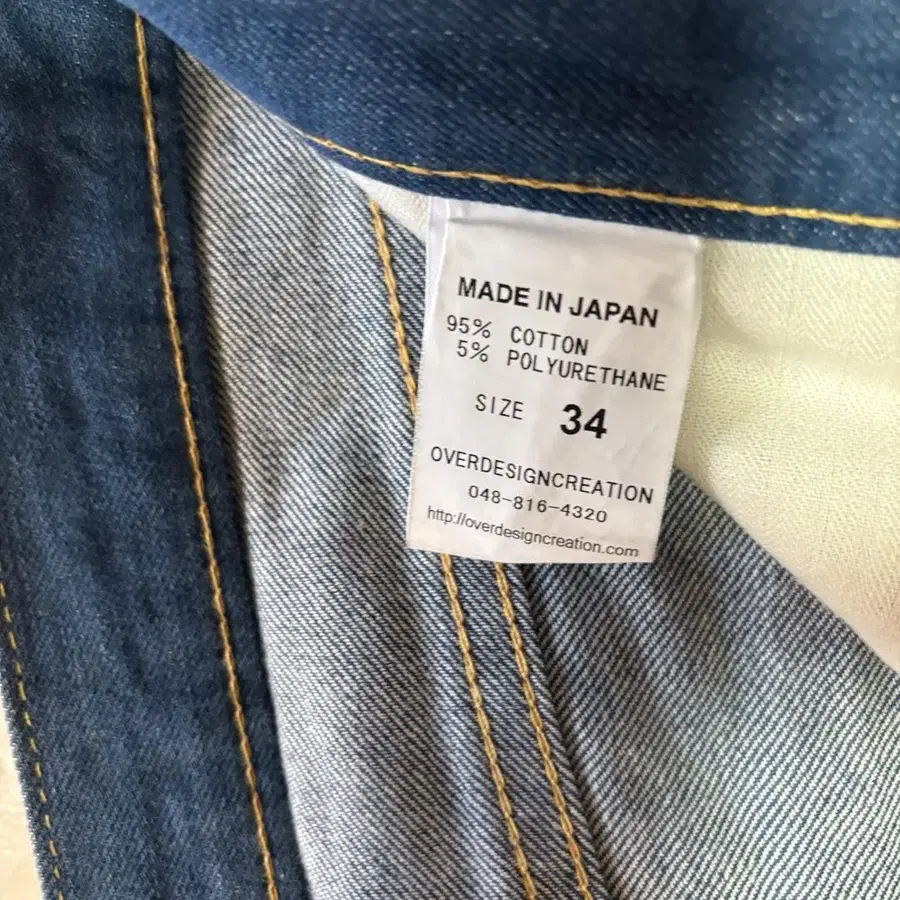 MADE IN JAPAN
95% COTTON
5% POLYURETHANE
SIZE 34
OVERDESIGNCREATION
048-816-4320
http://overdesigncreation.com